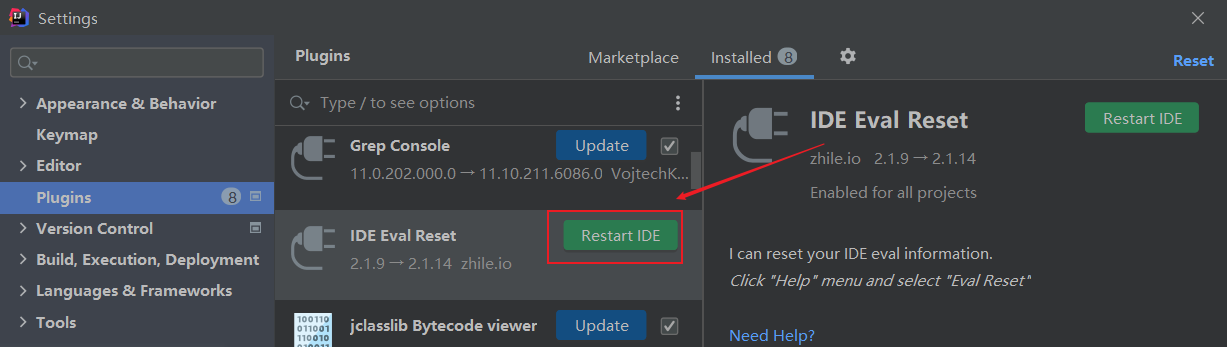 Settings
Plugins
Marketplace
Installed 8
Reset
Appearance & Behavior
Keymap
Editor
Plugins 8
Version Control
Build, Execution, Deployment
Languages & Frameworks
Tools
Type / to see options
Grep Console
Update
11.0.202.000.0 → 11.10.211.6086.0 VojtechK...
IDE Eval Reset
Restart IDE
2.1.9 → 2.1.14 zhile.io
jclasslib Bytecode viewer
Update
IDE Eval Reset
Restart IDE
zhile.io 2.1.9 → 2.1.14
Enabled for all projects
I can reset your IDE eval information.
Click "Help" menu and select "Eval Reset"
Need Help?